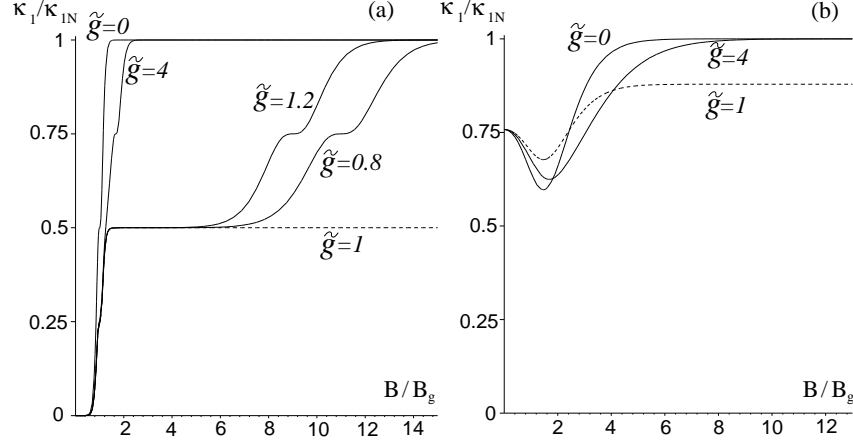 κ₁/κ₁N (a)
g̃=0
1
g̃=4
g̃=1.2
0.75
g̃=0.8
0.5
g̃=1
0.25
B/B_g
0
2 4 6 8 10 12 14
κ₁/κ₁N (b)
g̃=0
1
g̃=4
g̃=1
0.75
0.5
0.25
B/B_g
0
2 4 6 8 10 12